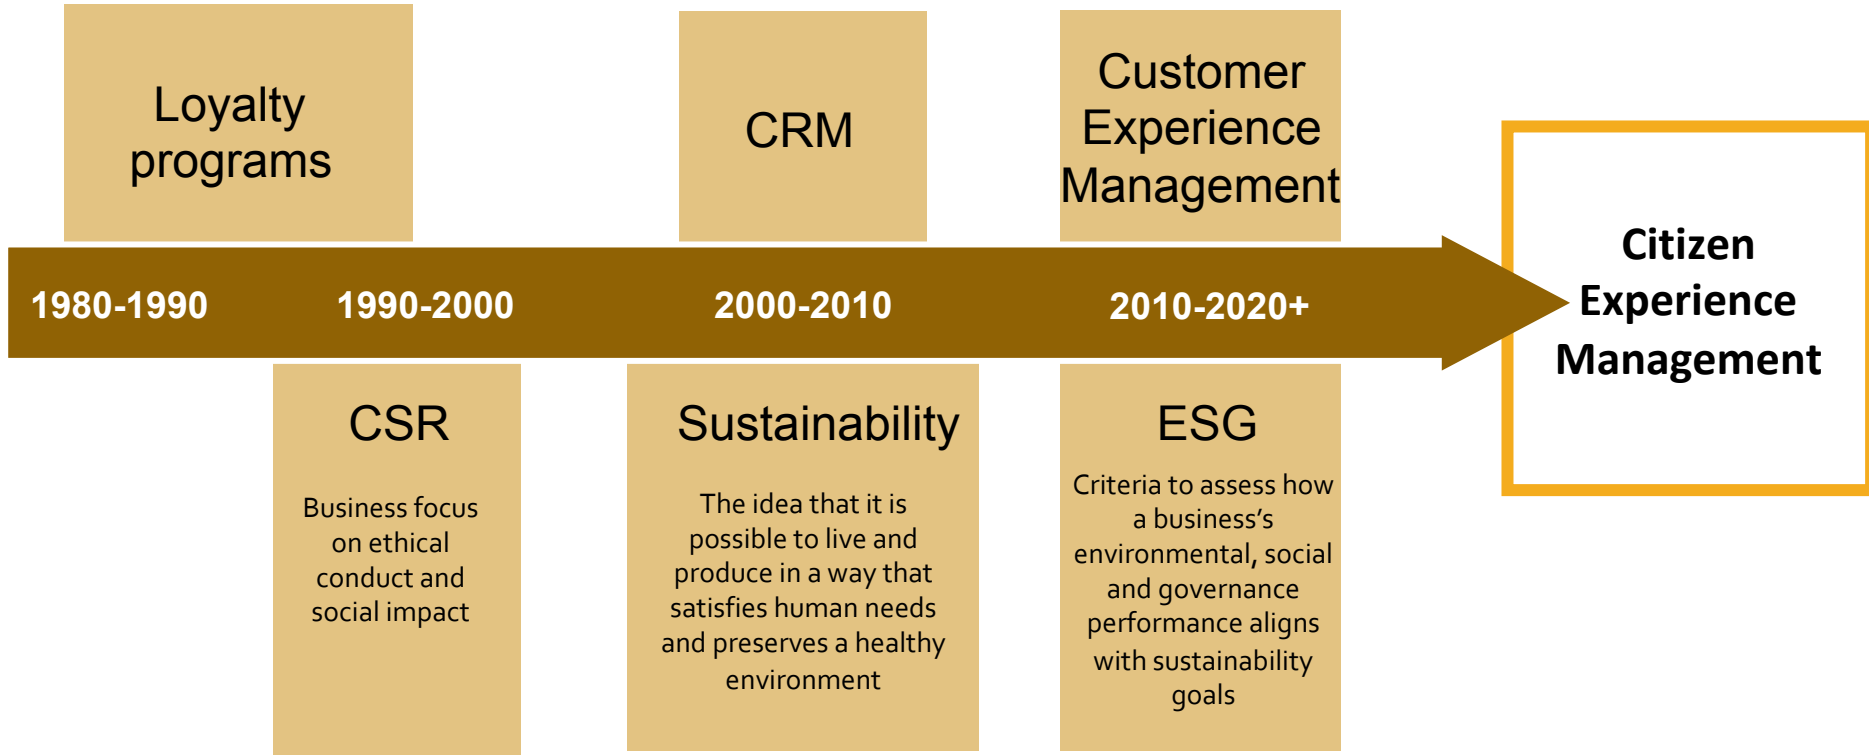 Loyalty
programs
CRM
Customer
Experience
Management
1980-1990
1990-2000
2000-2010
2010-2020+
Citizen
Experience
Management
CSR
Business focus
on ethical
conduct and
social impact
Sustainability
The idea that it is
possible to live and
produce in a way that
satisfies human needs
and preserves a healthy
environment
ESG
Criteria to assess how
a business’s
environmental, social
and governance
performance aligns
with sustainability
goals